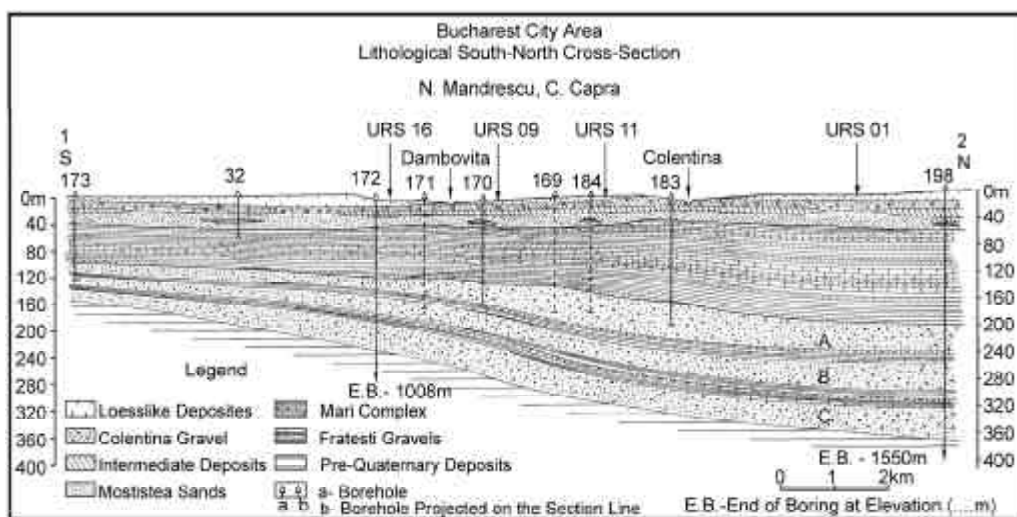 Bucharest City Area
Lithological South-North Cross-Section
N. Mandrescu, C. Capra
URS 16 URS 09 URS 11 URS 01
1 Dambovita Colentina 2
S N
173 32 172 171 170 169 184 183 198
0m 0m
40 40
80 80
120 120
160 160
200 A 200
240 240
280 B 280
320 320
360 C 360
400 400
Legend
E.B.- 1008m
E.B. - 1550m
Loesslike Deposites
Colentina Gravel
Intermediate Deposits
Mostistea Sands
Marl Complex
Fratesti Gravels
Pre-Quaternary Deposits
a- Borehole
a b b- Borehole Projected on the Section Line
0 1 2km
E.B.-End of Boring at Elevation (....m)